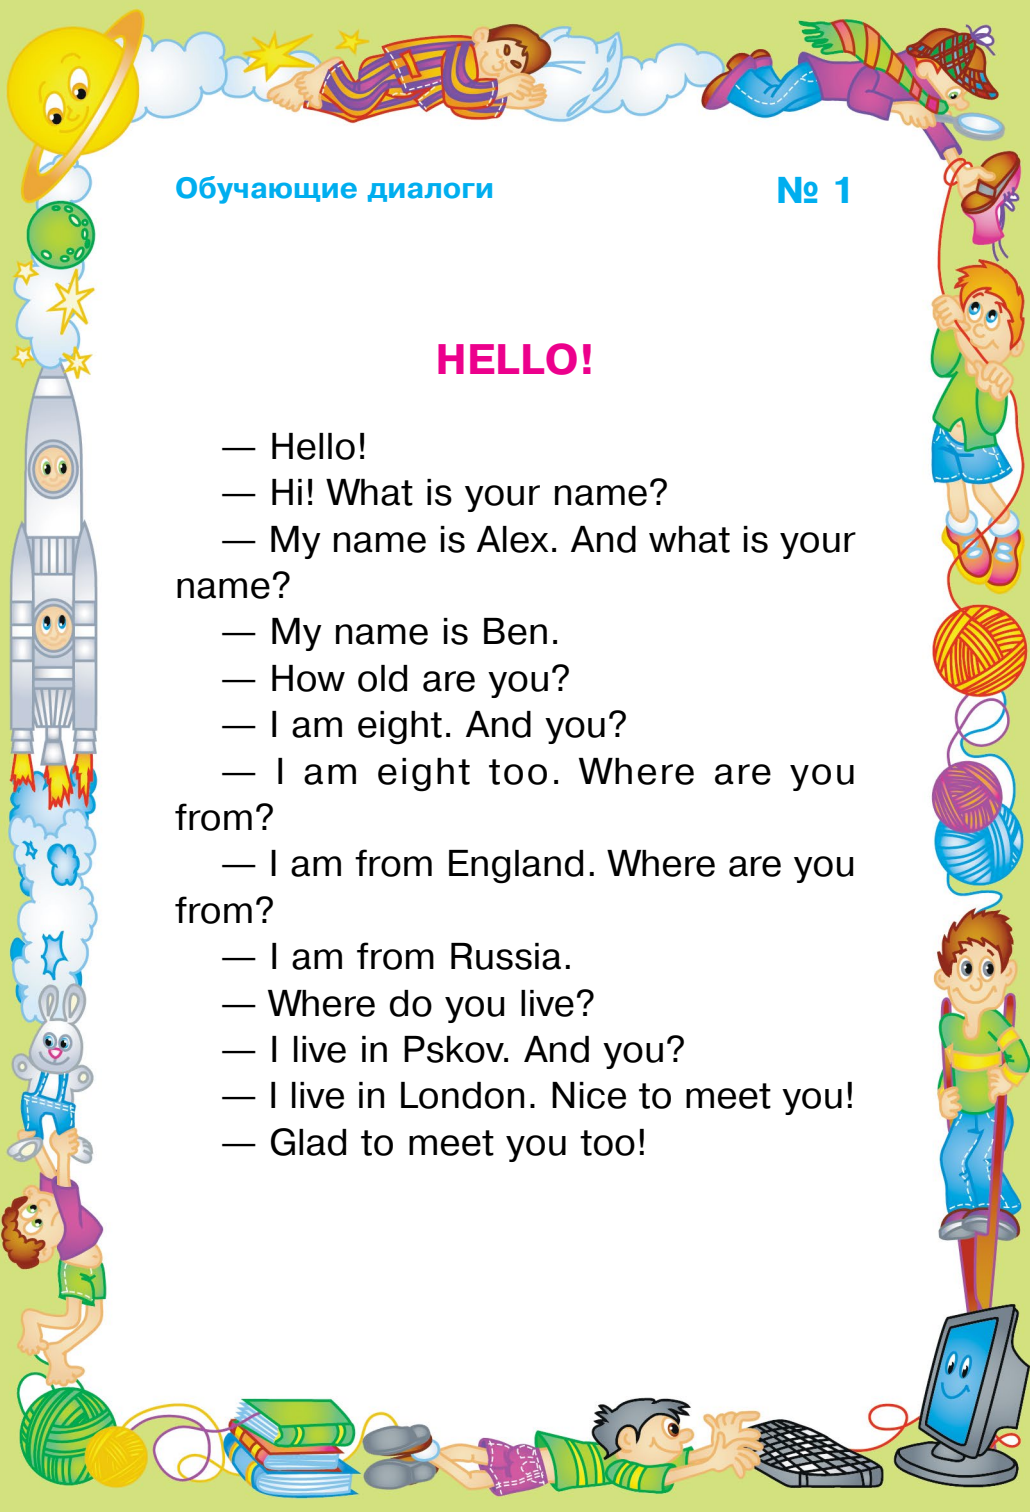 Обучающие диалоги № 1
HELLO!
— Hello!
— Hi! What is your name?
— My name is Alex. And what is your
name?
— My name is Ben.
— How old are you?
— I am eight. And you?
— I am eight too. Where are you
from?
— I am from England. Where are you
from?
— I am from Russia.
— Where do you live?
— I live in Pskov. And you?
— I live in London. Nice to meet you!
— Glad to meet you too!